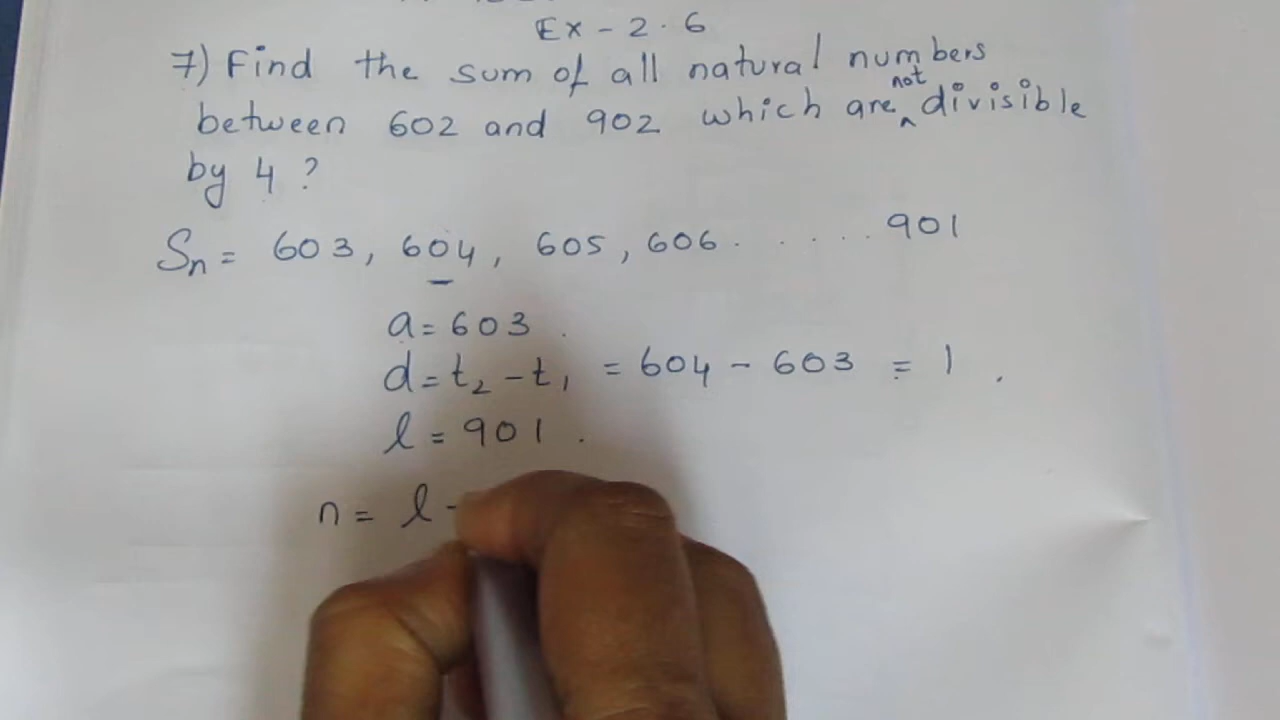 Ex - 2.6
7) Find the sum of all natural numbers
between 602 and 902 which are not divisible
by 4 ?
Sn = 603, 604, 605, 606 . . . . . . 901
a = 603 .
d = t2 - t1 = 604 - 603 = 1 .
l = 901 .
n = l -